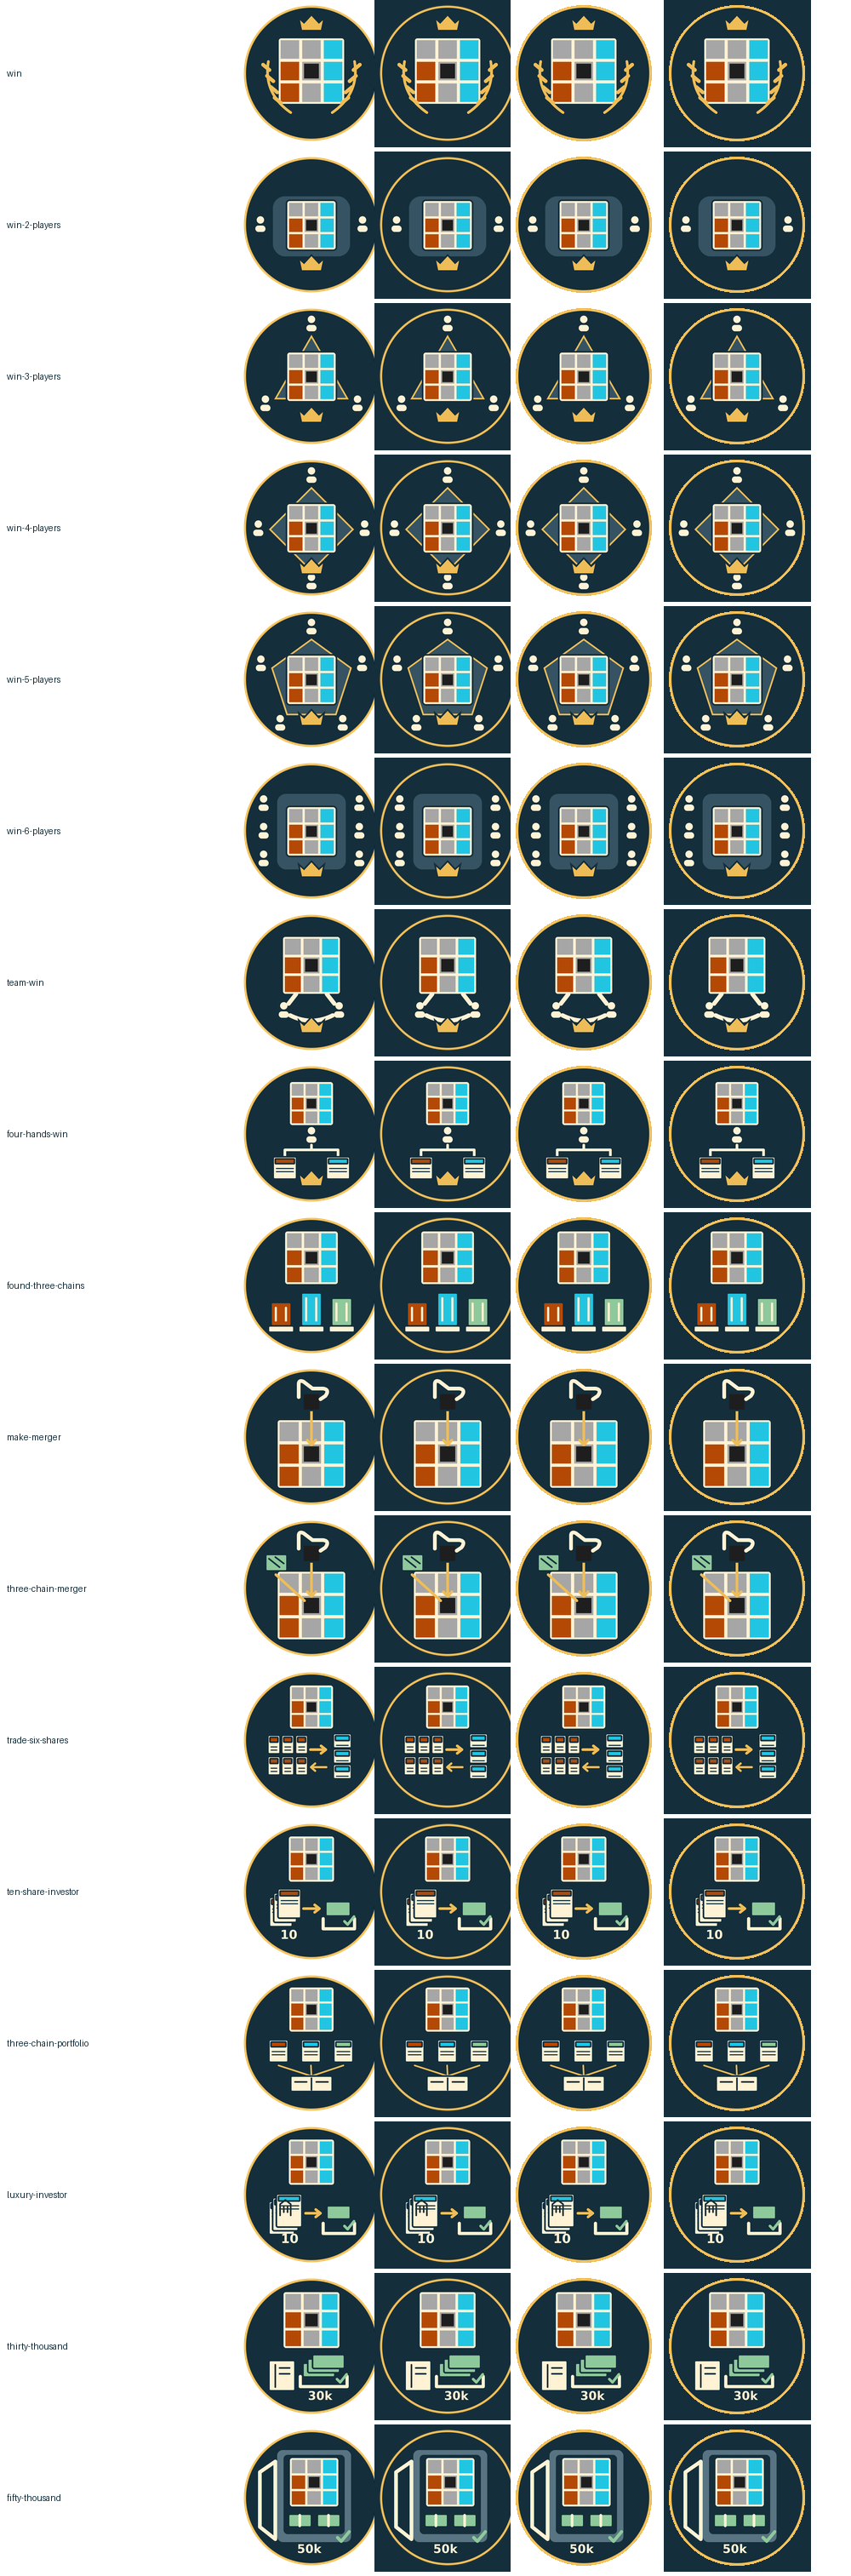 win
win-2-players
win-3-players
win-4-players
win-5-players
win-6-players
team-win
four-hands-win
found-three-chains
make-merger
three-chain-merger
trade-six-shares
ten-share-investor
10 10 10 10
three-chain-portfolio
luxury-investor
10 10 10 10
thirty-thousand
30k 30k 30k 30k
fifty-thousand
50k 50k 50k 50k